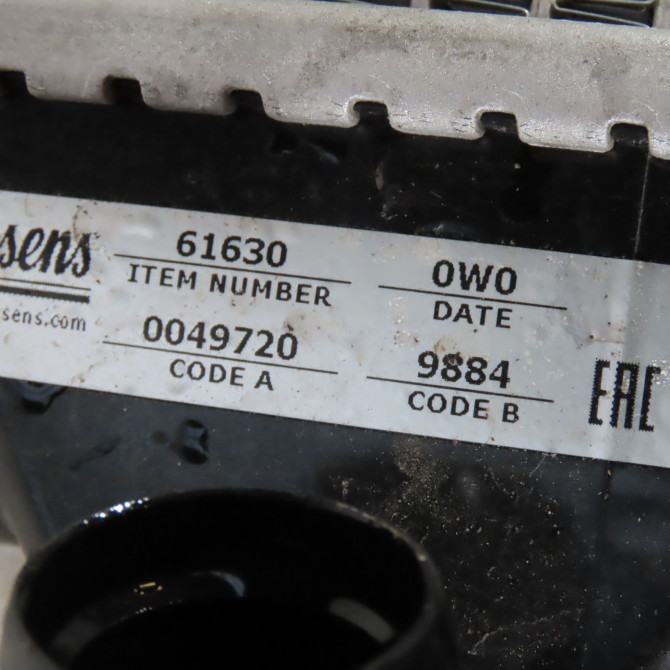 sens
61630
ITEM NUMBER
0W0
DATE
sens.com
0049720
CODE A
9884
CODE B
EAC